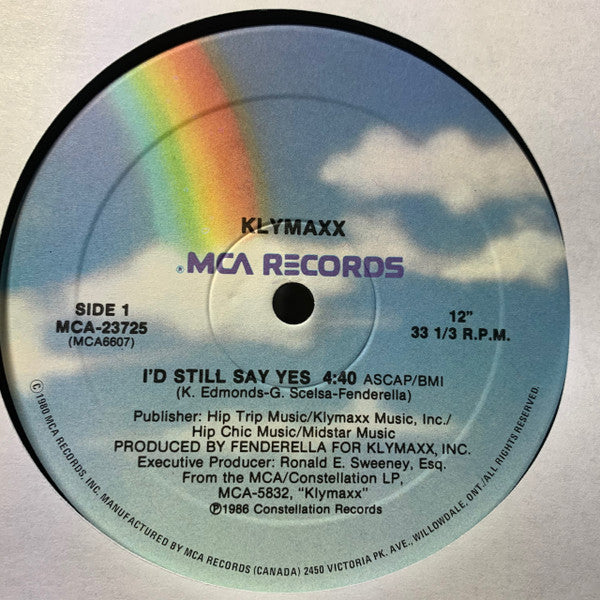 KLYMAXX
®MCA RECORDS
SIDE 1
MCA-23725
(MCA6607)
12"
33 1/3 R.P.M.
I'D STILL SAY YES 4:40 ASCAP/BMI
(K. Edmonds-G. Scelsa-Fenderella)
Publisher: Hip Trip Music/Klymaxx Music, Inc./
Hip Chic Music/Midstar Music
PRODUCED BY FENDERELLA FOR KLYMAXX, INC.
Executive Producer: Ronald E. Sweeney, Esq.
From the MCA/Constellation LP,
MCA-5832, "Klymaxx"
℗1986 Constellation Records
©1980 MCA RECORDS, INC. MANUFACTURED BY MCA RECORDS (CANADA) 2450 VICTORIA PK. AVE., WILLOWDALE, ONT./ALL RIGHTS RESERVED.